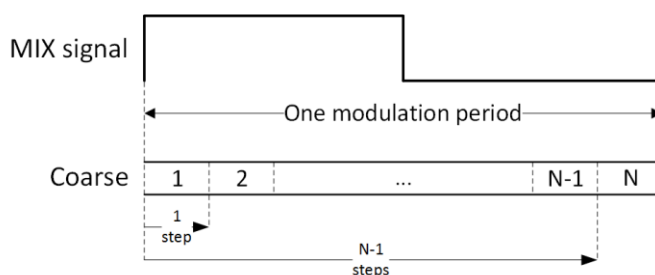 MIX signal
One modulation period
Coarse
1 2 ... N-1 N
1
step
N-1
steps